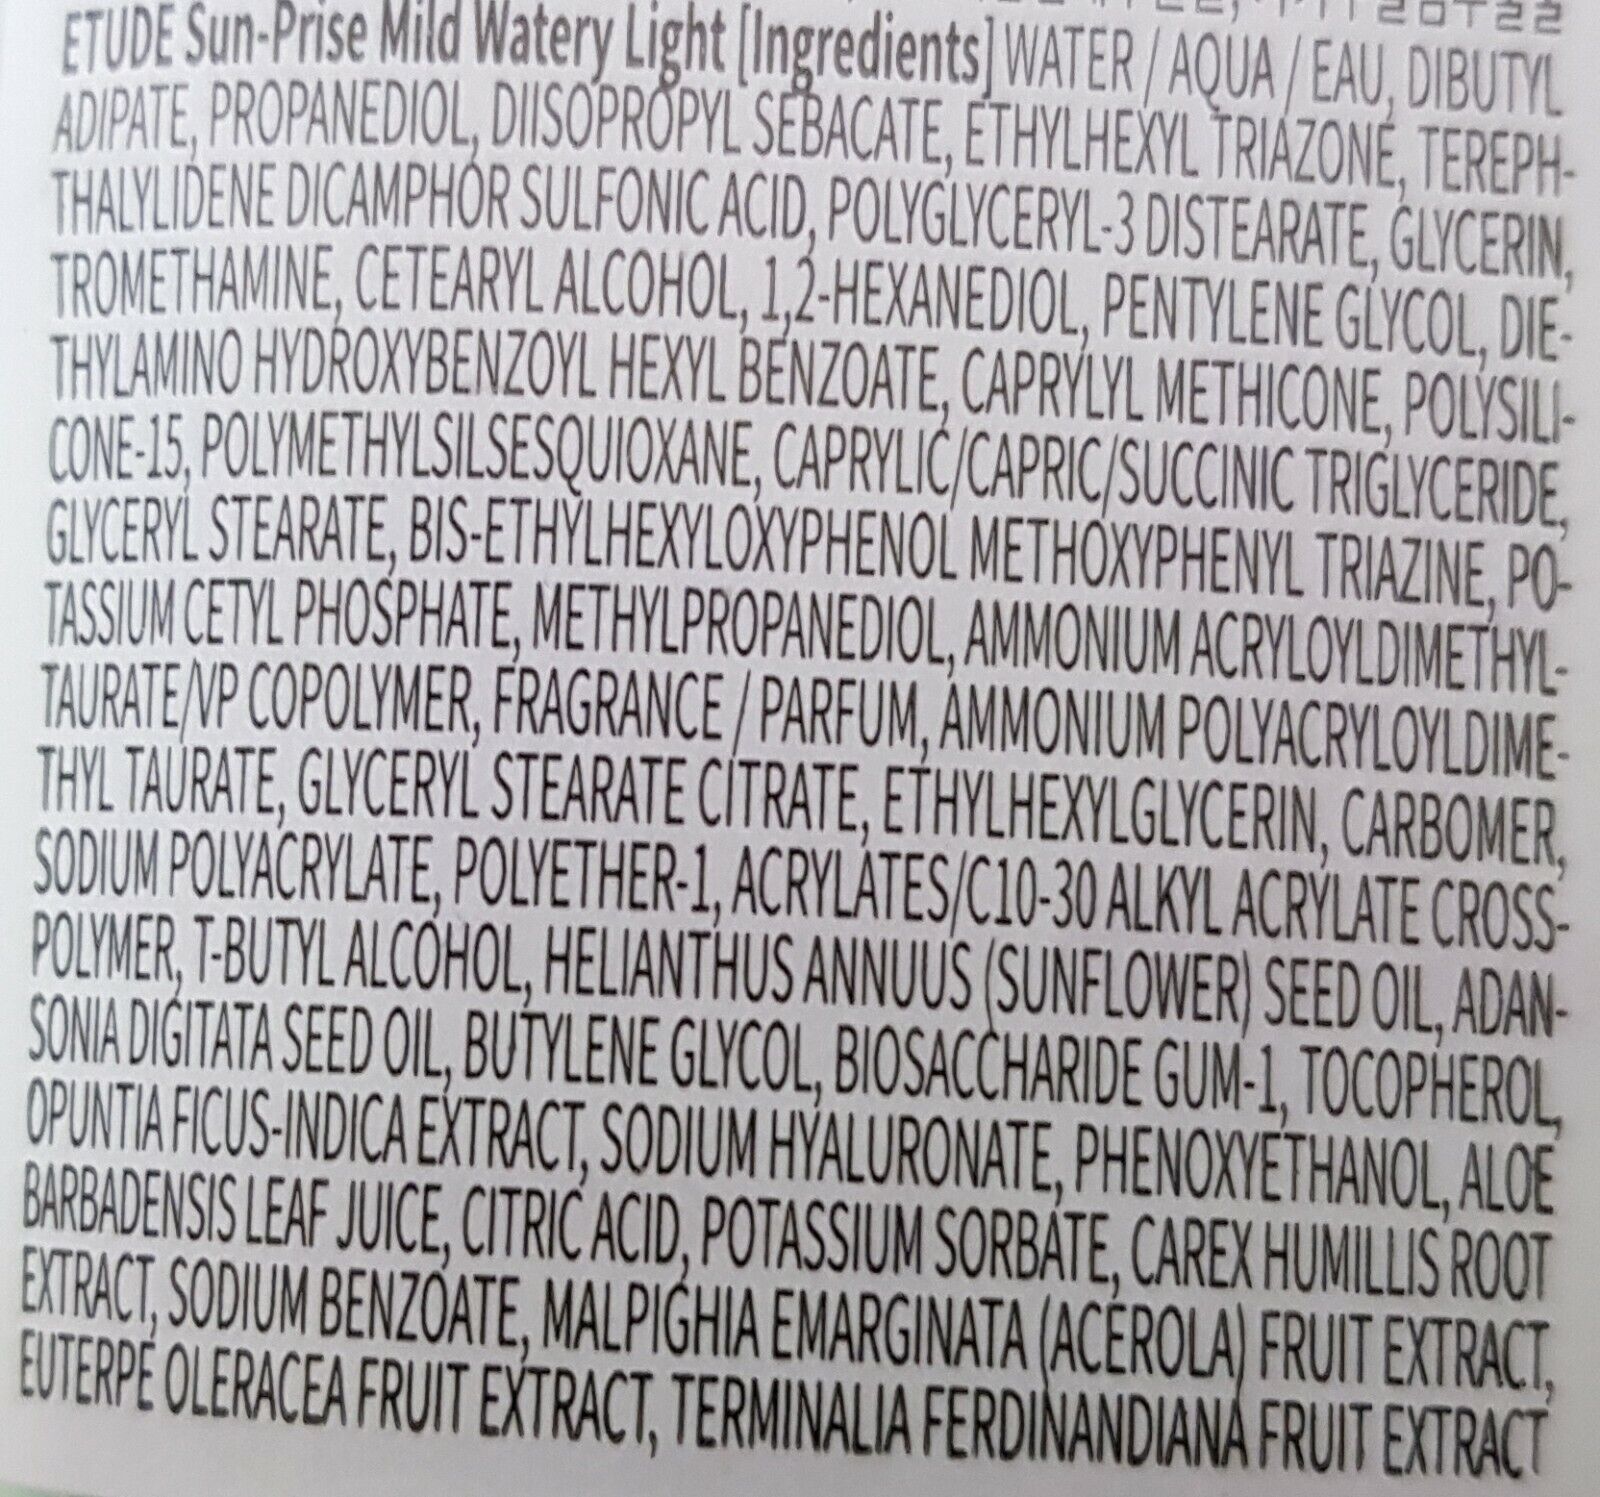 ETUDE Sun-Prise Mild Watery Light [Ingredients] WATER / AQUA / EAU, DIBUTYL
ADIPATE, PROPANEDIOL, DIISOPROPYL SEBACATE, ETHYLHEXYL TRIAZONE, TEREPH-
THALYLIDENE DICAMPHOR SULFONIC ACID, POLYGLYCERYL-3 DISTEARATE, GLYCERIN,
TROMETHAMINE, CETEARYL ALCOHOL, 1,2-HEXANEDIOL, PENTYLENE GLYCOL, DIE-
THYLAMINO HYDROXYBENZOYL HEXYL BENZOATE, CAPRYLYL METHICONE, POLYSILI-
CONE-15, POLYMETHYLSILSESQUIOXANE, CAPRYLIC/CAPRIC/SUCCINIC TRIGLYCERIDE,
GLYCERYL STEARATE, BIS-ETHYLHEXYLOXYPHENOL METHOXYPHENYL TRIAZINE, PO-
TASSIUM CETYL PHOSPHATE, METHYLPROPANEDIOL, AMMONIUM ACRYLOYLDIMETHYL-
TAURATE/VP COPOLYMER, FRAGRANCE / PARFUM, AMMONIUM POLYACRYLOYLDIME-
THYL TAURATE, GLYCERYL STEARATE CITRATE, ETHYLHEXYLGLYCERIN, CARBOMER,
SODIUM POLYACRYLATE, POLYETHER-1, ACRYLATES/C10-30 ALKYL ACRYLATE CROSS-
POLYMER, T-BUTYL ALCOHOL, HELIANTHUS ANNUUS (SUNFLOWER) SEED OIL, ADAN-
SONIA DIGITATA SEED OIL, BUTYLENE GLYCOL, BIOSACCHARIDE GUM-1, TOCOPHEROL,
OPUNTIA FICUS-INDICA EXTRACT, SODIUM HYALURONATE, PHENOXYETHANOL, ALOE
BARBADENSIS LEAF JUICE, CITRIC ACID, POTASSIUM SORBATE, CAREX HUMILLIS ROOT
EXTRACT, SODIUM BENZOATE, MALPIGHIA EMARGINATA (ACEROLA) FRUIT EXTRACT,
EUTERPE OLERACEA FRUIT EXTRACT, TERMINALIA FERDINANDIANA FRUIT EXTRACT